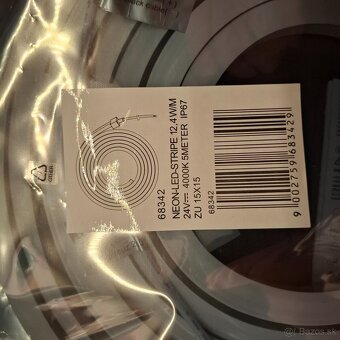 68342
NEON-LED-STRIPE 12,4W/M
24V⎓ 4000K 5METER IP67
ZU 15X15
68342
9 002759 683429
Bazos.sk